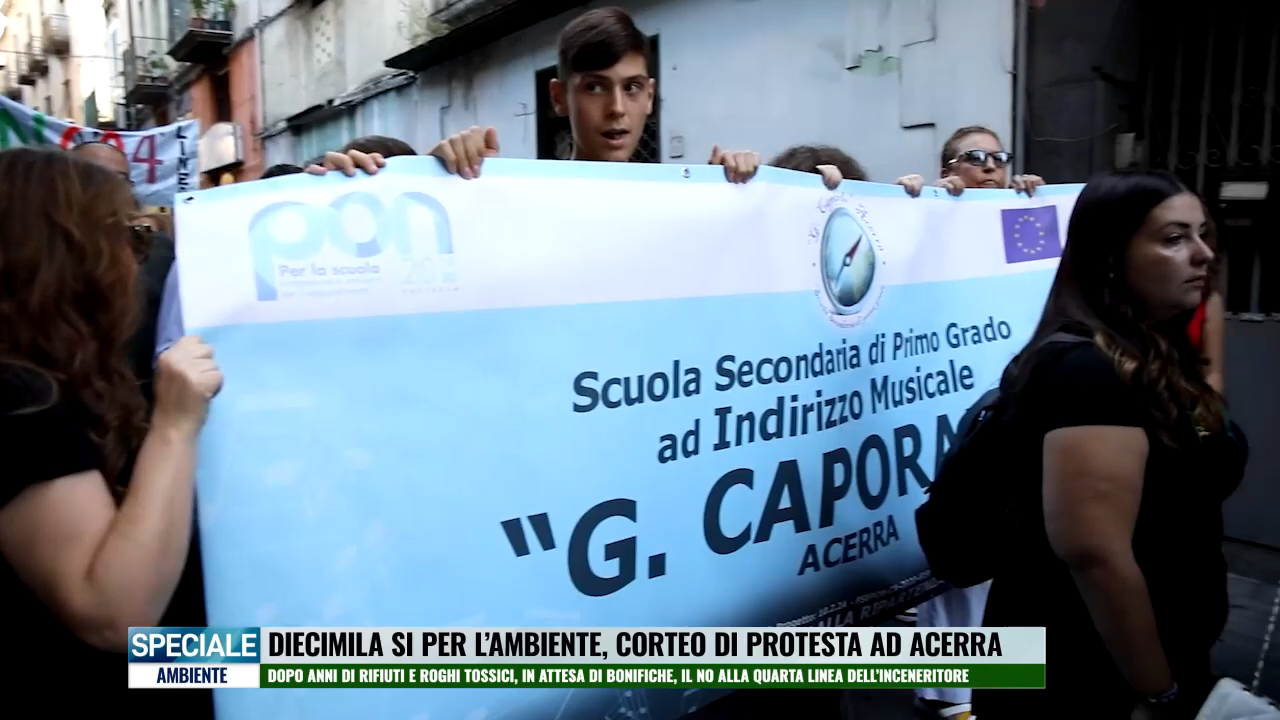 4
LINE
pon
Per la scuola
Scuola Secondaria di Primo Grado
ad Indirizzo Musicale
"G. CAPORA
ACERRA
SPECIALE
AMBIENTE
DIECIMILA SI PER L'AMBIENTE, CORTEO DI PROTESTA AD ACERRA
DOPO ANNI DI RIFIUTI E ROGHI TOSSICI, IN ATTESA DI BONIFICHE, IL NO ALLA QUARTA LINEA DELL'INCENERITORE